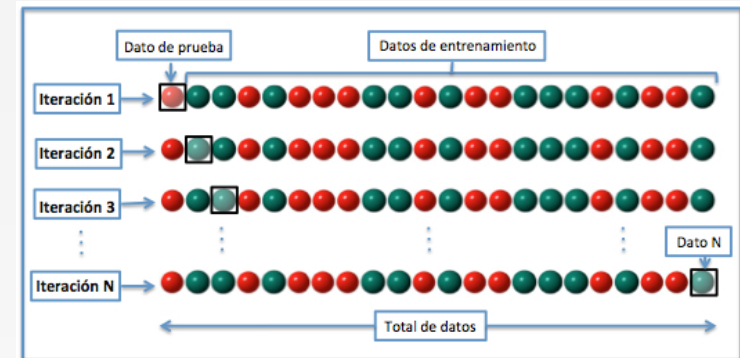 Dato de prueba
Datos de entrenamiento
Iteración 1
Iteración 2
Iteración 3
Dato N
Iteración N
Total de datos